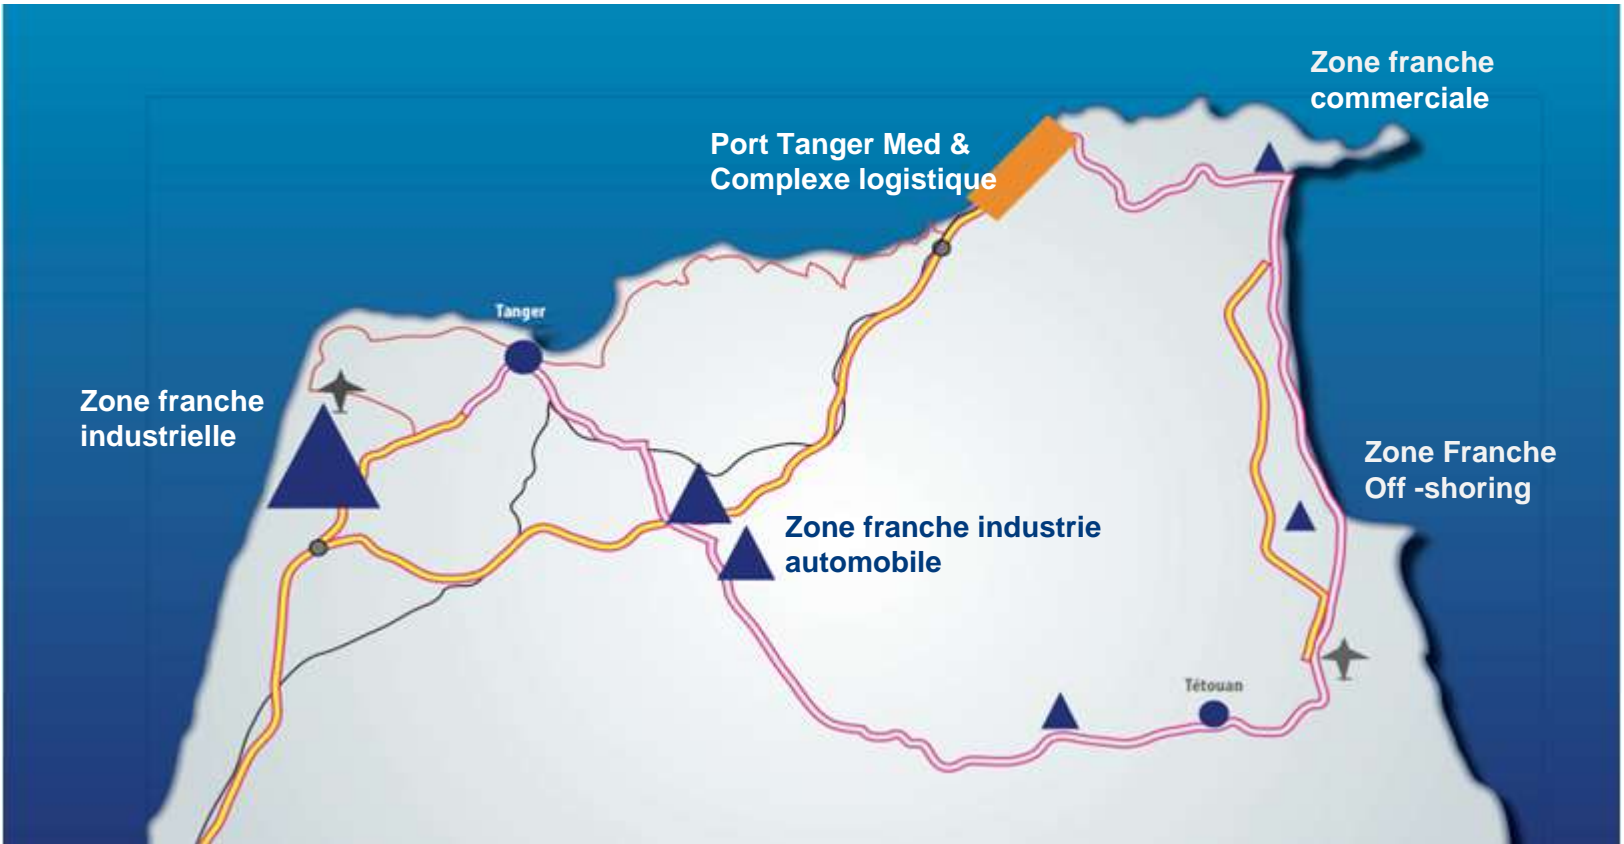 Zone franche
commerciale
Port Tanger Med &
Complexe logistique
Tanger
Zone franche
industrielle
Zone Franche
Off -shoring
Zone franche industrie
automobile
Tétouan